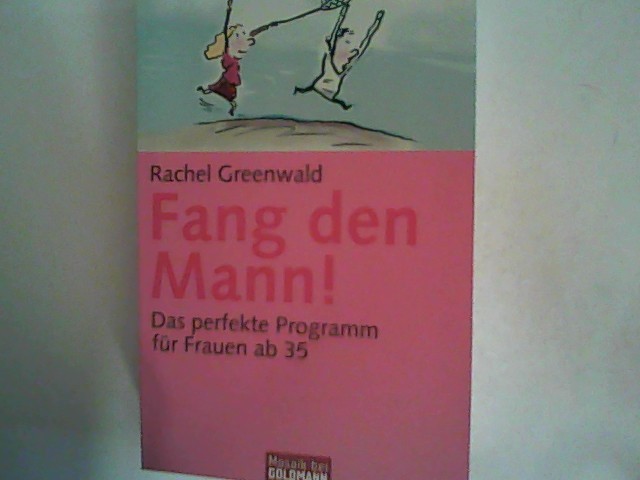 Rachel Greenwald
Fang den
Mann!
Das perfekte Programm
für Frauen ab 35
Mosaik bei
GOLDMANN